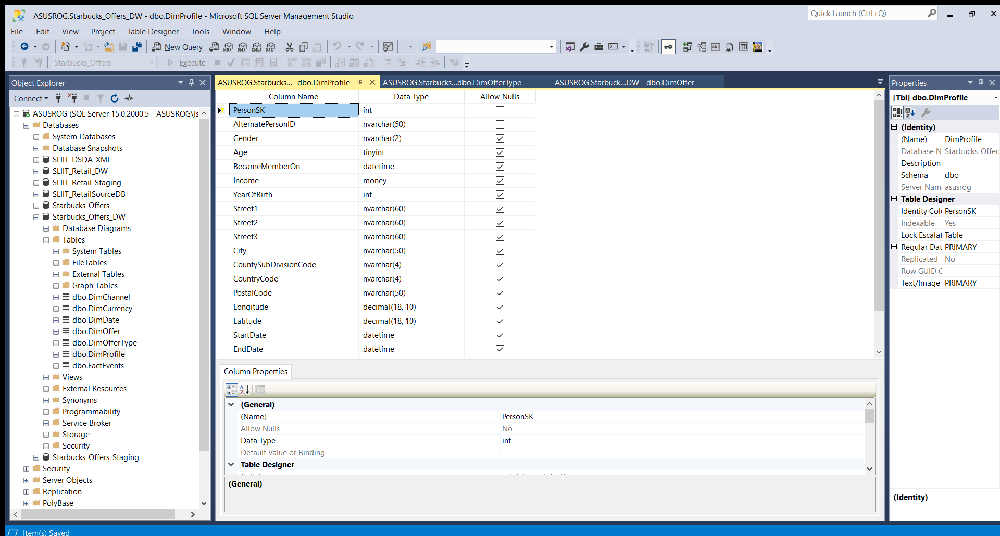 ASUSROG.Starbucks_Offers_DW - dbo.DimProfile - Microsoft SQL Server Management Studio
Quick Launch (Ctrl+Q)
File Edit View Project Table Designer Tools Window Help
New Query
MDX DMX XMLA DAX
Starbucks_Offers
Execute
Object Explorer
Connect
ASUSROG (SQL Server 15.0.2000.5 - ASUSROG\Is
Databases
System Databases
Database Snapshots
SLIIT_DSDA_XML
SLIIT_Retail_DW
SLIIT_Retail_Staging
SLIIT_RetailSourceDB
Starbucks_Offers
Starbucks_Offers_DW
Database Diagrams
Tables
System Tables
FileTables
External Tables
Graph Tables
dbo.DimChannel
dbo.DimCurrency
dbo.DimDate
dbo.DimOffer
dbo.DimOfferType
dbo.DimProfile
dbo.FactEvents
Views
External Resources
Synonyms
Programmability
Service Broker
Storage
Security
Starbucks_Offers_Staging
Security
Server Objects
Replication
PolyBase
ASUSROG.Starbucks...- dbo.DimProfile
ASUSROG.Starbucks...dbo.DimOfferType
ASUSROG.Starbuck...DW - dbo.DimOffer
Column Name Data Type Allow Nulls
PersonSK int
AlternatePersonID nvarchar(50)
Gender nvarchar(2)
Age tinyint
BecameMemberOn datetime
Income money
YearOfBirth int
Street1 nvarchar(60)
Street2 nvarchar(60)
Street3 nvarchar(60)
City nvarchar(50)
CountySubDivisionCode nvarchar(4)
CountryCode nvarchar(4)
PostalCode nvarchar(50)
Longitude decimal(18, 10)
Latitude decimal(18, 10)
StartDate datetime
EndDate datetime
Column Properties
(General)
(Name) PersonSK
Allow Nulls No
Data Type int
Default Value or Binding
Table Designer
(General)
Properties
[Tbl] dbo.DimProfile
(Identity)
(Name) DimProfile
Database N Starbucks_Offers
Description
Schema dbo
Server Name asusrog
Table Designer
Identity Colu PersonSK
Indexable Yes
Lock Escalat Table
Regular Dat PRIMARY
Replicated No
Row GUID C
Text/Image PRIMARY
(Identity)
Item(s) Saved